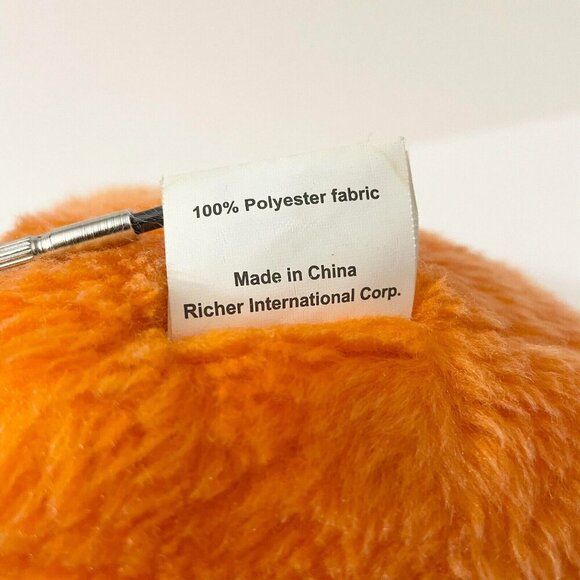 100% Polyester fabric
Made in China
Richer International Corp.